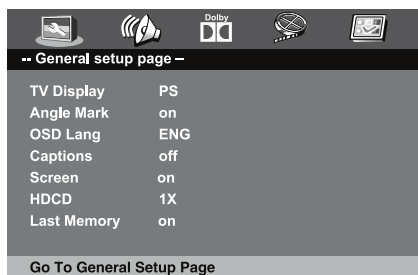 Dolby
-- General setup page –
TV Display PS
Angle Mark on
OSD Lang ENG
Captions off
Screen on
HDCD 1X
Last Memory on
Go To General Setup Page